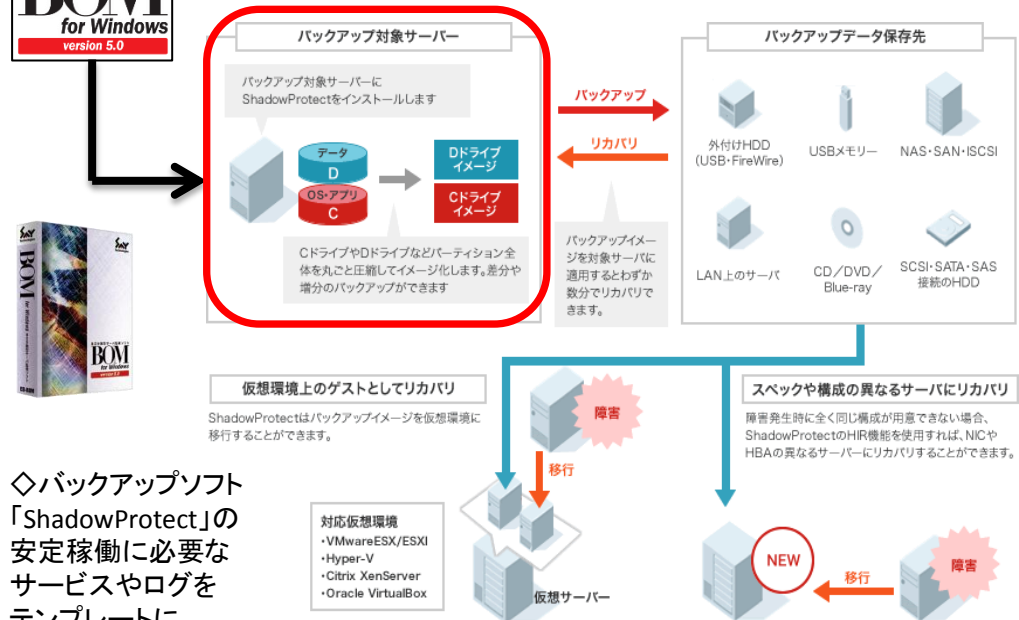 BOM
for Windows
version 5.0
バックアップ対象サーバー
バックアップ対象サーバーに
ShadowProtectをインストールします
データ
D
OS・アプリ
C
Dドライブ
イメージ
Cドライブ
イメージ
CドライブやDドライブなどパーティション全
体を丸ごと圧縮してイメージ化します。差分や
増分のバックアップができます
バックアップ
リカバリ
バックアップイメー
ジを対象サーバに
適用するとわずか
数分でリカバリで
きます。
バックアップデータ保存先
外付けHDD
(USB・FireWire)
USBメモリー
NAS・SAN・ISCSI
LAN上のサーバ
CD/DVD/
Blue-ray
SCSI・SATA・SAS
接続のHDD
BOM
for Windows
BOM
for Windows
version 5.0
仮想環境上のゲストとしてリカバリ
ShadowProtectはバックアップイメージを仮想環境に
移行することができます。
障害
移行
対応仮想環境
・VMwareESX/ESXI
・Hyper-V
・Citrix XenServer
・Oracle VirtualBox
仮想サーバー
スペックや構成の異なるサーバにリカバリ
障害発生時に全く同じ構成が用意できない場合、
ShadowProtectのHIR機能を使用すれば、NICや
HBAの異なるサーバーにリカバリすることができます。
NEW
移行
障害
◇バックアップソフト
「ShadowProtect」の
安定稼働に必要な
サービスやログを
テンプレートに